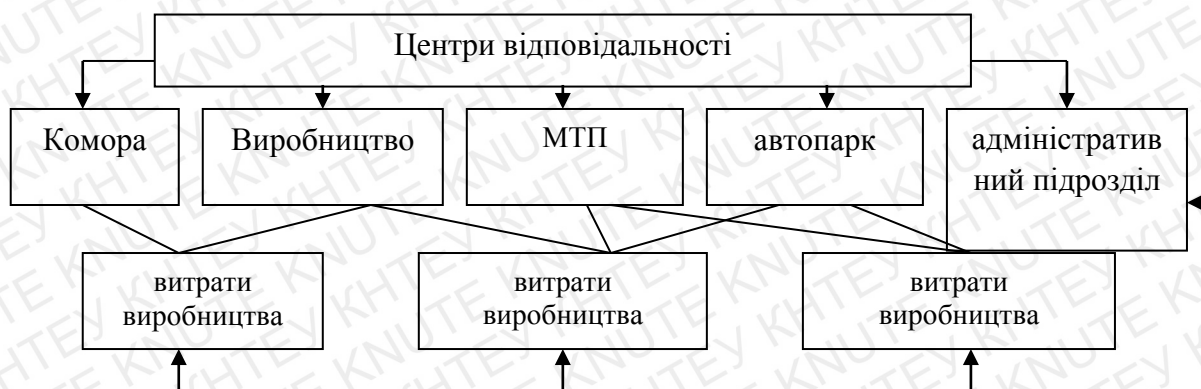 Центри відповідальності
Комора
Виробництво
МТП
автопарк
адміністратив
ний підрозділ
витрати
виробництва
витрати
виробництва
витрати
виробництва